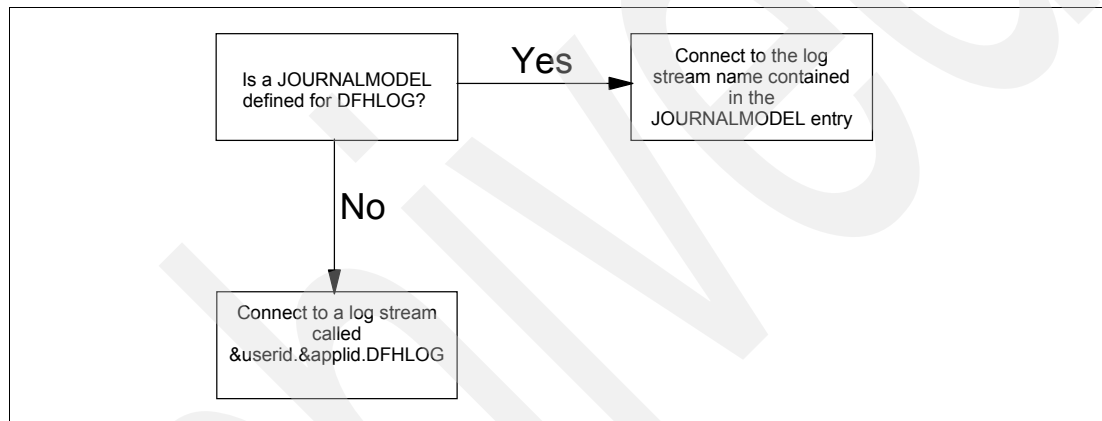 Is a JOURNALMODEL
defined for DFHLOG?
Yes
Connect to the log
stream name contained
in the
JOURNALMODEL entry
No
Connect to a log stream
called
&userid.&applid.DFHLOG